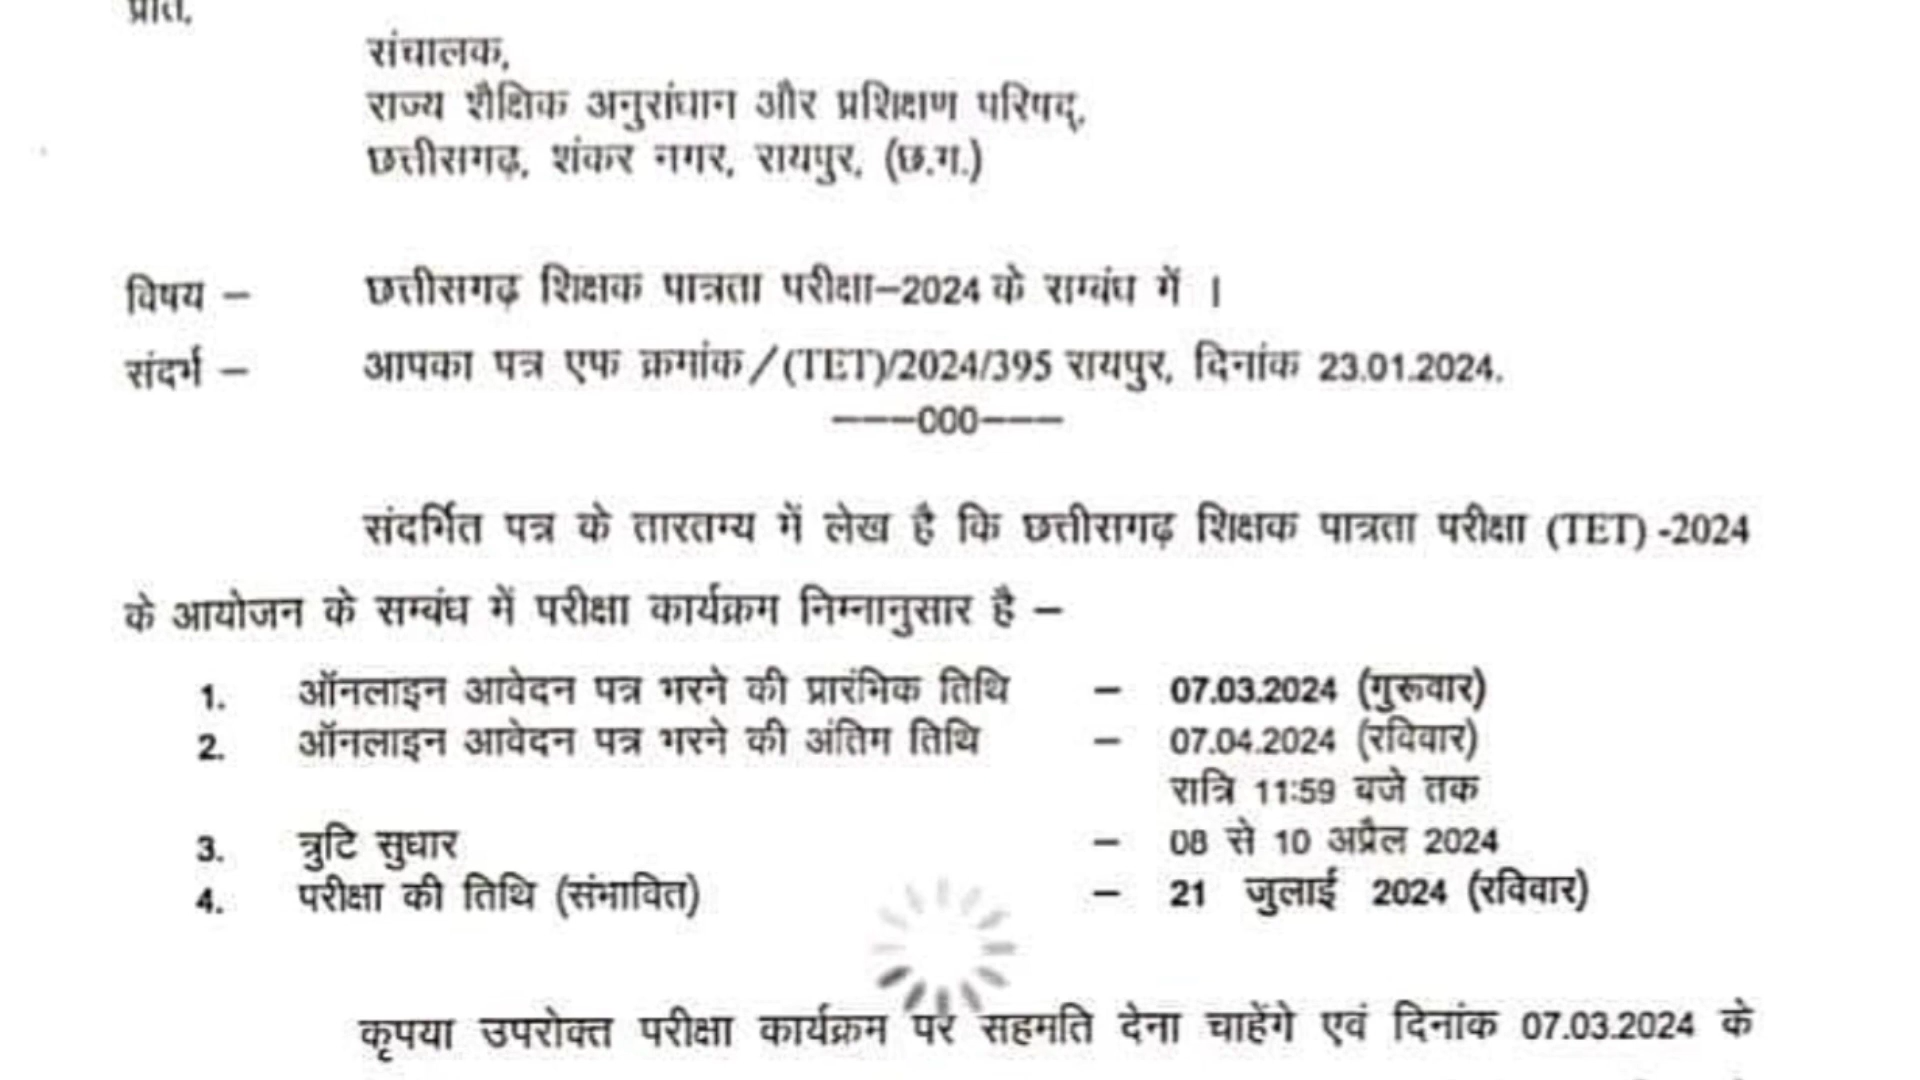 प्रति,
संचालक,
राज्य शैक्षिक अनुसंधान और प्रशिक्षण परिषद्,
छत्तीसगढ़, शंकर नगर, रायपुर, (छ.ग.)
विषय – छत्तीसगढ़ शिक्षक पात्रता परीक्षा–2024 के सम्बंध में ।
संदर्भ – आपका पत्र एफ क्रमांक/(TET)/2024/395 रायपुर, दिनांक 23.01.2024.
———000———
संदर्भित पत्र के तारतम्य में लेख है कि छत्तीसगढ़ शिक्षक पात्रता परीक्षा (TET) -2024
के आयोजन के सम्बंध में परीक्षा कार्यक्रम निम्नानुसार है –
1. ऑनलाइन आवेदन पत्र भरने की प्रारंभिक तिथि – 07.03.2024 (गुरूवार)
2. ऑनलाइन आवेदन पत्र भरने की अंतिम तिथि – 07.04.2024 (रविवार)
रात्रि 11:59 बजे तक
3. त्रुटि सुधार – 08 से 10 अप्रैल 2024
4. परीक्षा की तिथि (संभावित) – 21 जुलाई 2024 (रविवार)
कृपया उपरोक्त परीक्षा कार्यक्रम पर सहमति देना चाहेंगे एवं दिनांक 07.03.2024 के